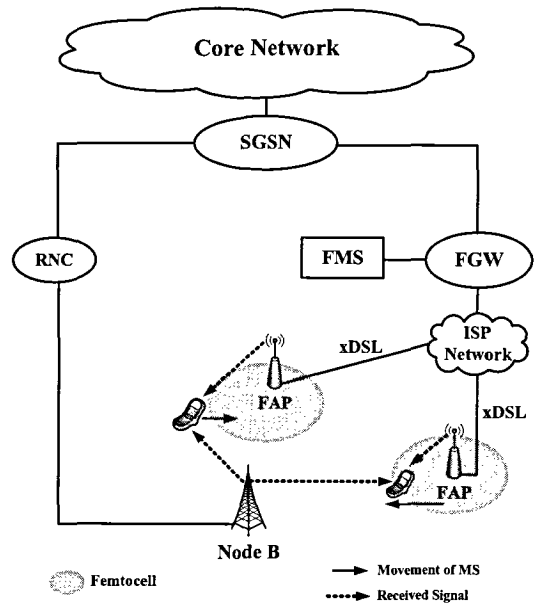 Core Network
SGSN
RNC
FMS
FGW
ISP
Network
xDSL
FAP
xDSL
FAP
Node B
Femtocell
Movement of MS
Received Signal